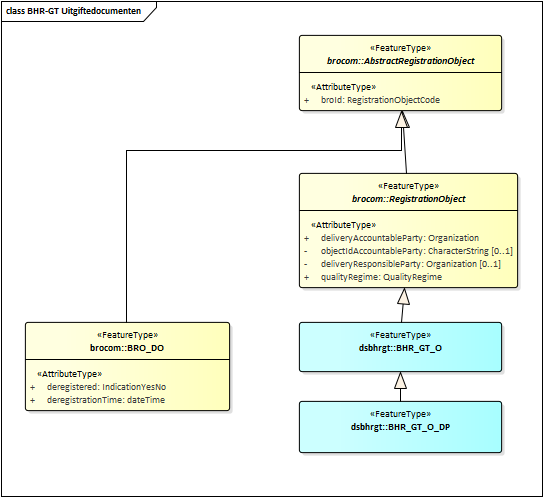 class BHR-GT Uitgiftedocumenten
«FeatureType»
brocom::AbstractRegistrationObject
«AttributeType»
+ broId: RegistrationObjectCode
«FeatureType»
brocom::RegistrationObject
«AttributeType»
+ deliveryAccountableParty: Organization
- objectIdAccountableParty: CharacterString [0..1]
- deliveryResponsibleParty: Organization [0..1]
+ qualityRegime: QualityRegime
«FeatureType»
brocom::BRO_DO
«AttributeType»
+ deregistered: IndicationYesNo
+ deregistrationTime: dateTime
«FeatureType»
dsbhrgt::BHR_GT_O
«FeatureType»
dsbhrgt::BHR_GT_O_DP